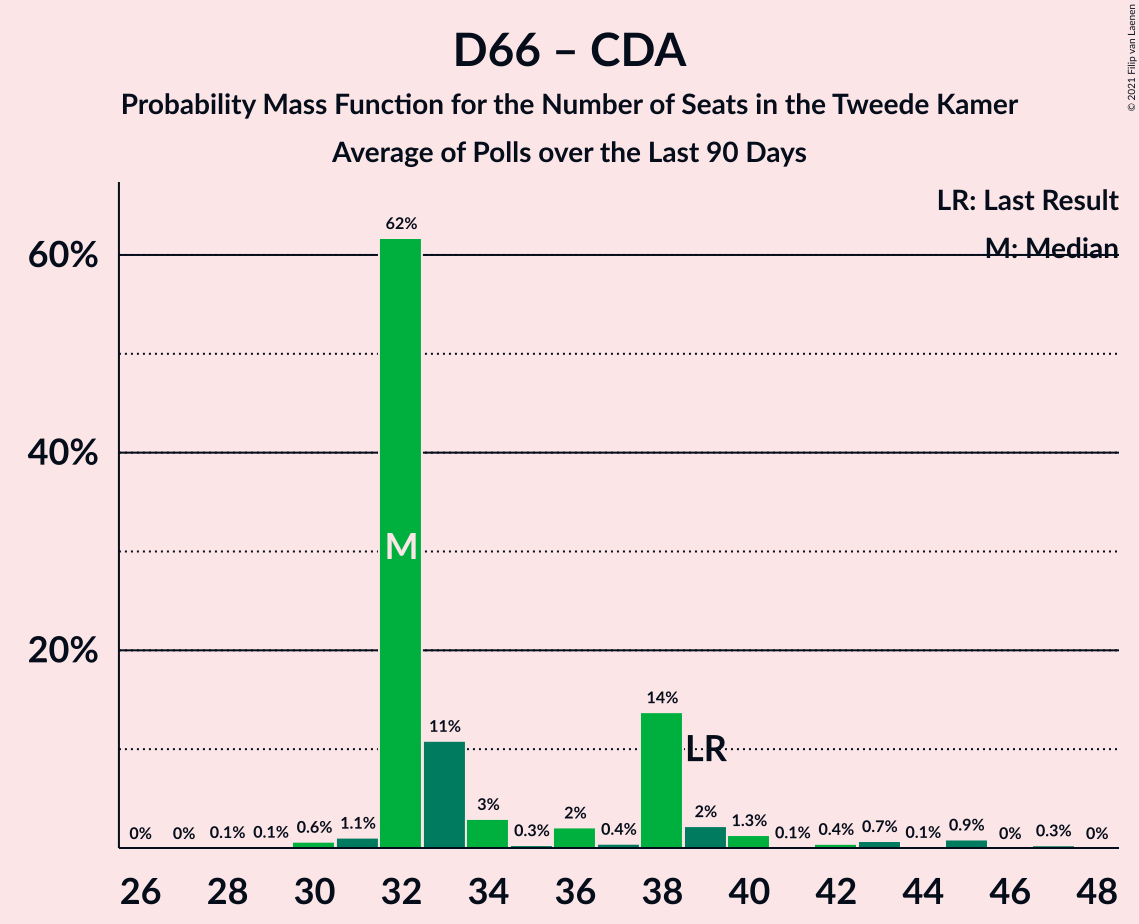 D66 – CDA
Probability Mass Function for the Number of Seats in the Tweede Kamer
Average of Polls over the Last 90 Days
© 2021 Filip van Laenen
LR: Last Result
M: Median
60%
40%
20%
0% 0% 0.1% 0.1% 0.6% 1.1% 62% 11% 3% 0.3% 2% 0.4% 14% 2% 1.3% 0.1% 0.4% 0.7% 0.1% 0.9% 0% 0.3% 0%
M
LR
26 28 30 32 34 36 38 40 42 44 46 48